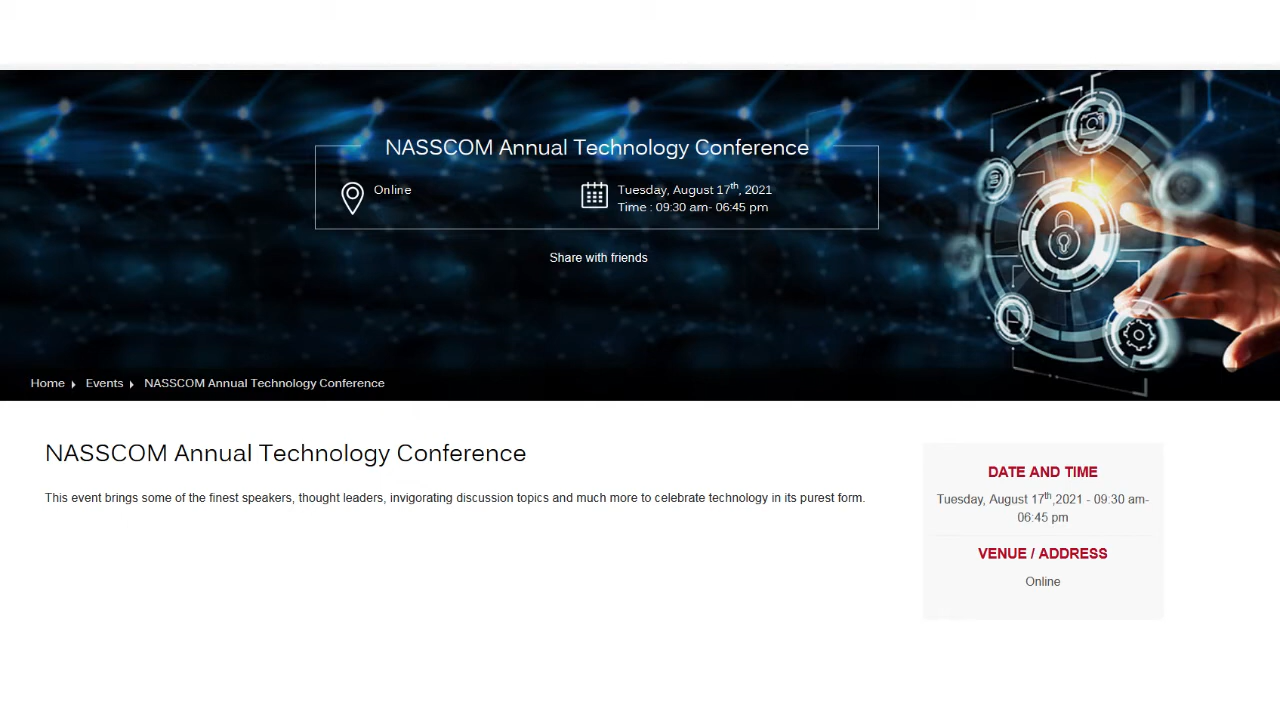 NASSCOM Annual Technology Conference
Online
Tuesday, August 17th, 2021
Time : 09:30 am- 06:45 pm
Share with friends
Home Events NASSCOM Annual Technology Conference
NASSCOM Annual Technology Conference
This event brings some of the finest speakers, thought leaders, invigorating discussion topics and much more to celebrate technology in its purest form.
DATE AND TIME
Tuesday, August 17th,2021 - 09:30 am-
06:45 pm
VENUE / ADDRESS
Online